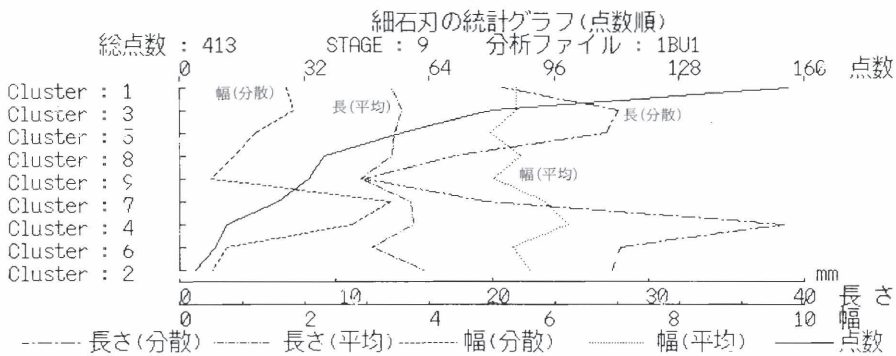 細石刃の統計グラフ(点数順)
総点数 : 413 STAGE : 9 分析ファイル : 1BU1
0 32 64 96 128 160 点数
Cluster : 1
Cluster : 3
Cluster : 5
Cluster : 8
Cluster : 9
Cluster : 7
Cluster : 4
Cluster : 6
Cluster : 2
幅(分散)
長(平均)
長(分散)
幅(平均)
mm
0 10 20 30 40 長さ
0 2 4 6 8 10 幅
長さ(分散) 長さ(平均) 幅(分散) 幅(平均) 点数